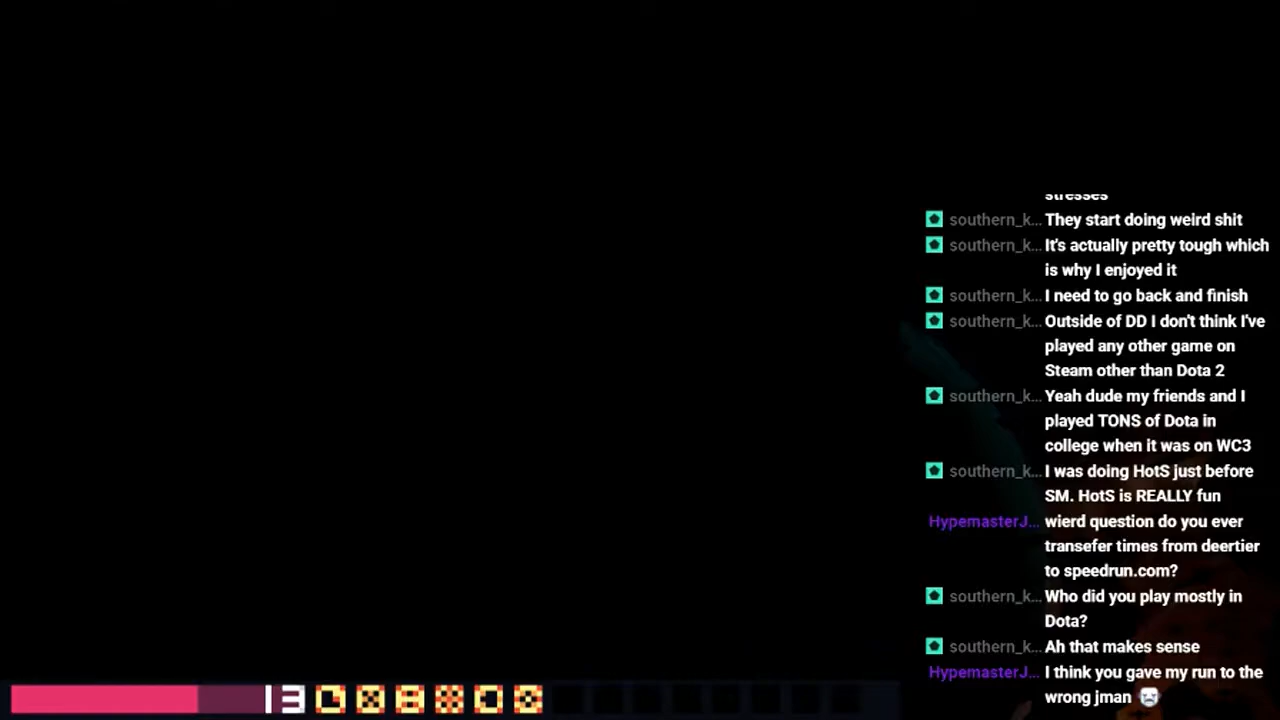 stresses
southern_k... They start doing weird shit
southern_k... It's actually pretty tough which
is why I enjoyed it
southern_k... I need to go back and finish
southern_k... Outside of DD I don't think I've
played any other game on
Steam other than Dota 2
southern_k... Yeah dude my friends and I
played TONS of Dota in
college when it was on WC3
southern_k... I was doing HotS just before
SM. HotS is REALLY fun
HypemasterJ... wierd question do you ever
transefer times from deertier
to speedrun.com?
southern_k... Who did you play mostly in
Dota?
southern_k... Ah that makes sense
HypemasterJ... I think you gave my run to the
wrong jman
13